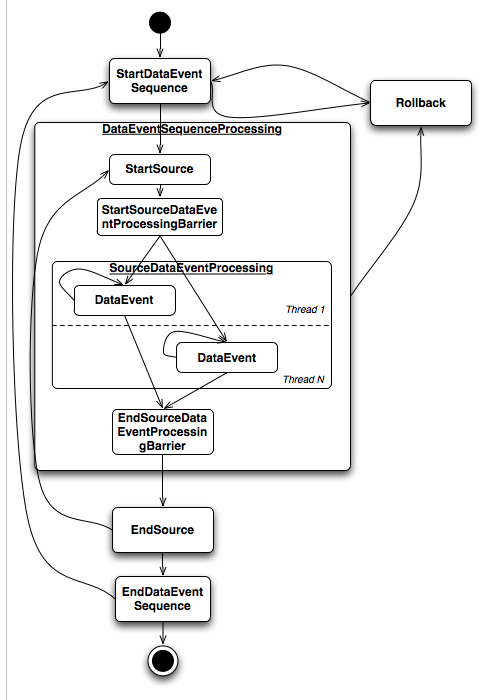 StartDataEvent
Sequence
Rollback
DataEventSequenceProcessing
StartSource
StartSourceDataEve
ntProcessingBarrier
SourceDataEventProcessing
DataEvent
Thread 1
DataEvent
Thread N
EndSourceData
EventProcessin
gBarrier
EndSource
EndDataEvent
Sequence